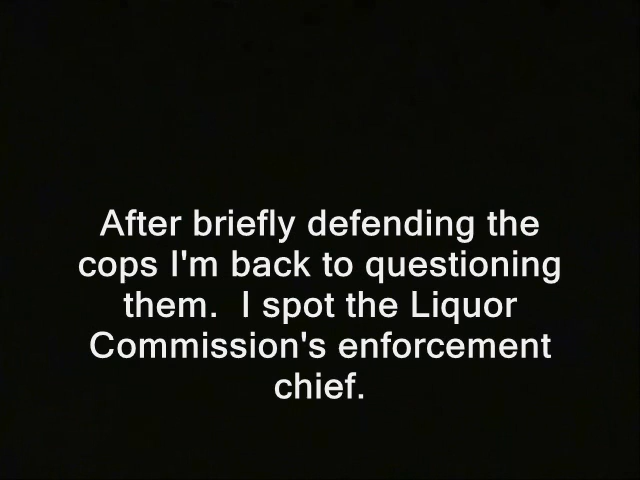 After briefly defending the
cops I'm back to questioning
them.  I spot the Liquor
Commission's enforcement
chief.